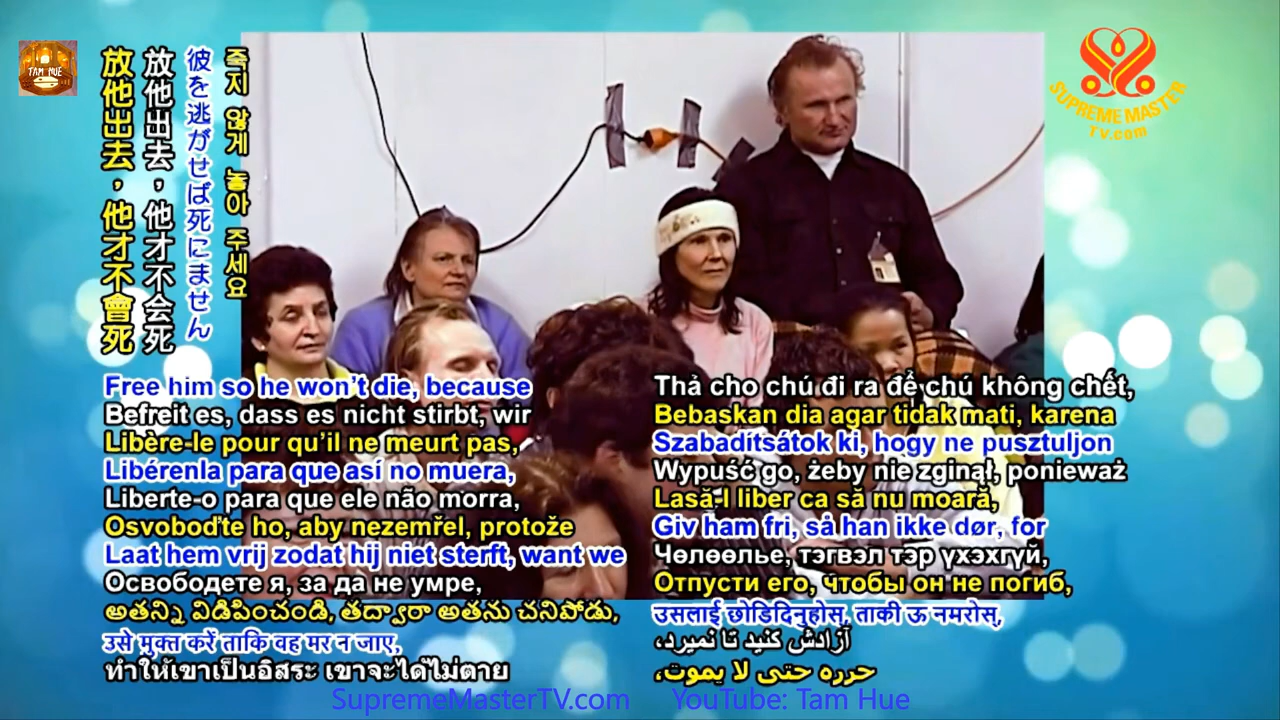 TAM HUE
SUPREME MASTER
TV.com
放他出去，他才不會死
放他出去，他才不会死
彼を逃がせば死にません
죽지 않게 놓아 주세요
Free him so he won't die, because
Befreit es, dass es nicht stirbt, wir
Libère-le pour qu'il ne meurt pas,
Libérenla para que así no muera,
Liberte-o para que ele não morra,
Osvoboďte ho, aby nezemřel, protože
Laat hem vrij zodat hij niet sterft, want we
Освободете я, за да не умре,
అతన్ని విడిపించండి, తద్వారా అతను చనిపోడు,
उसे मुक्त करें ताकि वह मर न जाए,
ทำให้เขาเป็นอิสระ เขาจะได้ไม่ตาย
Thả cho chú đi ra để chú không chết,
Bebaskan dia agar tidak mati, karena
Szabadítsátok ki, hogy ne pusztuljon
Wypuść go, żeby nie zginął, ponieważ
Lasă-l liber ca să nu moară,
Giv ham fri, så han ikke dør, for
Чөлөөлье, тэгвэл тэр үхэхгүй,
Отпусти его, чтобы он не погиб,
उसलाई छोडिदिनुहोस्, ताकी ऊ नमरोस्,
آزادش کنید تا نمیرد،
حرره حتى لا يموت،
SupremeMasterTV.com YouTube: Tam Hue